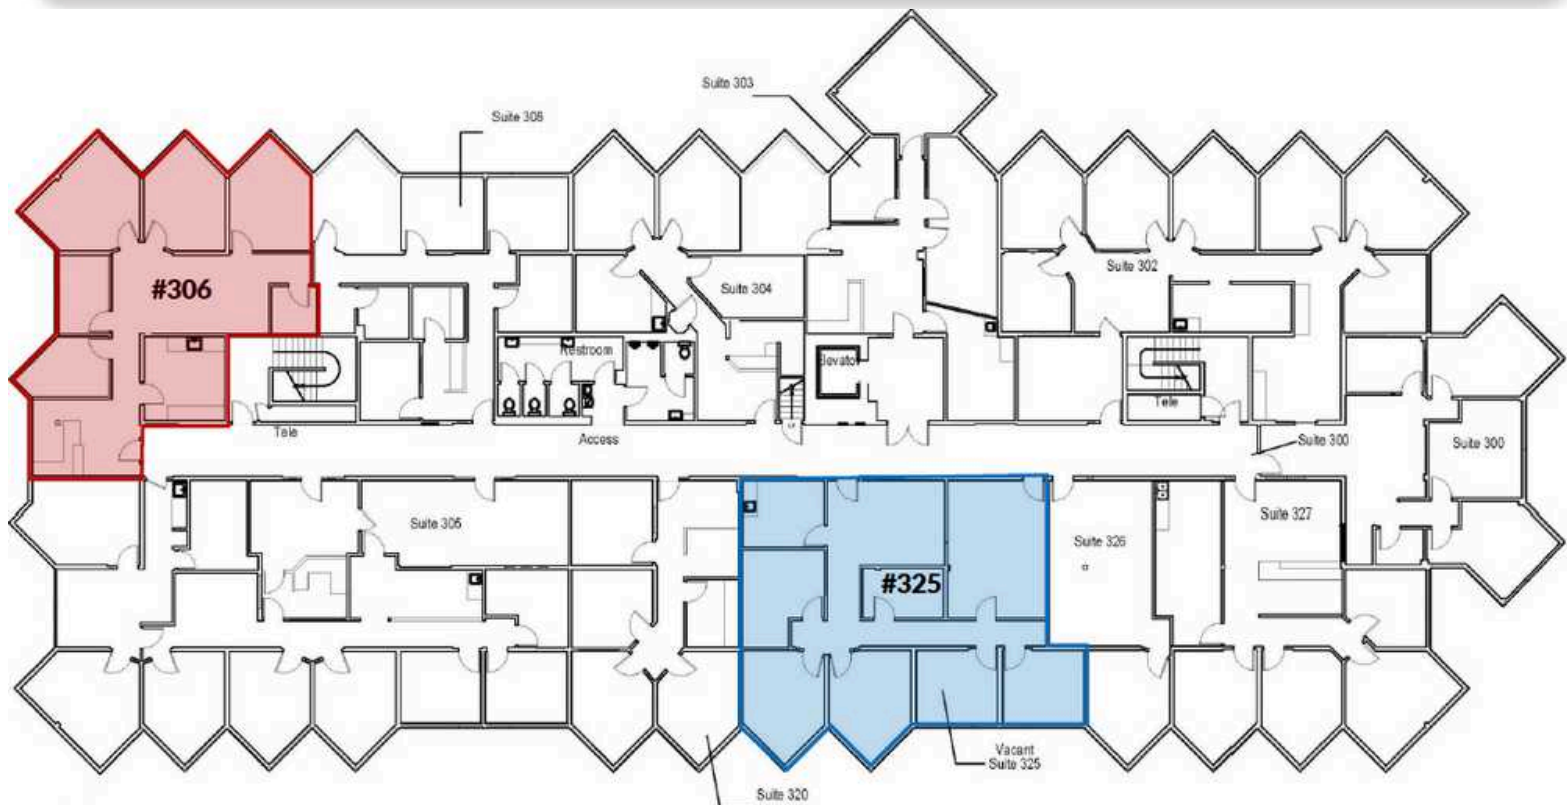 Suite 303
Suite 308
Suite 302
#306
Suite 304
Restroom
Elevator
Tele
Tele
Access
Suite 300
Suite 300
Suite 305
Suite 327
Suite 326
#325
Vacant
Suite 325
Suite 320